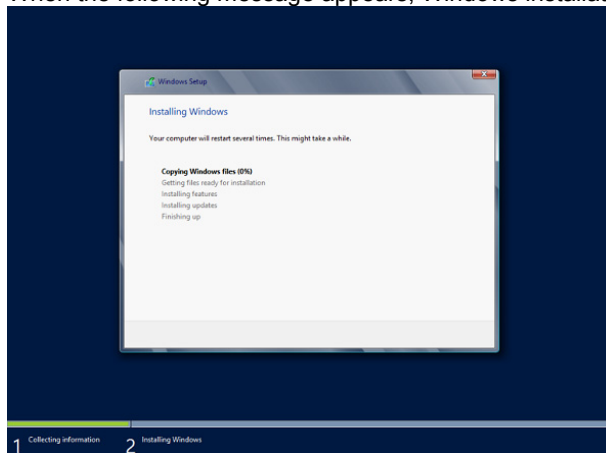 When the following message appears, Windows installa
Windows Setup
Installing Windows
Your computer will restart several times. This might take a while.
Copying Windows files (0%)
Getting files ready for installation
Installing features
Installing updates
Finishing up
1 Collecting information 2 Installing Windows